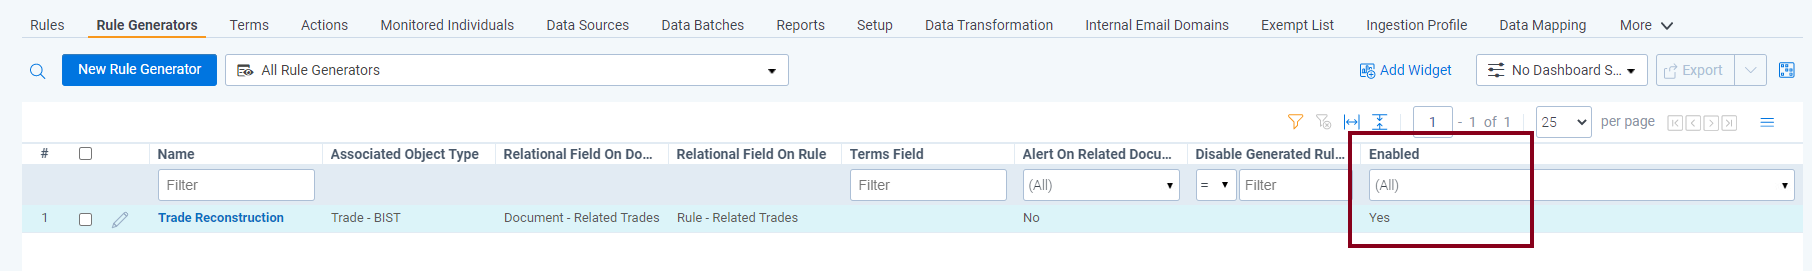 Rules Rule Generators Terms Actions Monitored Individuals Data Sources Data Batches Reports Setup Data Transformation Internal Email Domains Exempt List Ingestion Profile Data Mapping More
New Rule Generator All Rule Generators Add Widget No Dashboard S... Export
1 - 1 of 1 25 per page
# Name Associated Object Type Relational Field On Do... Relational Field On Rule Terms Field Alert On Related Docu... Disable Generated Rul... Enabled
Filter Filter (All) = Filter (All)
1 Trade Reconstruction Trade - BIST Document - Related Trades Rule - Related Trades No Yes